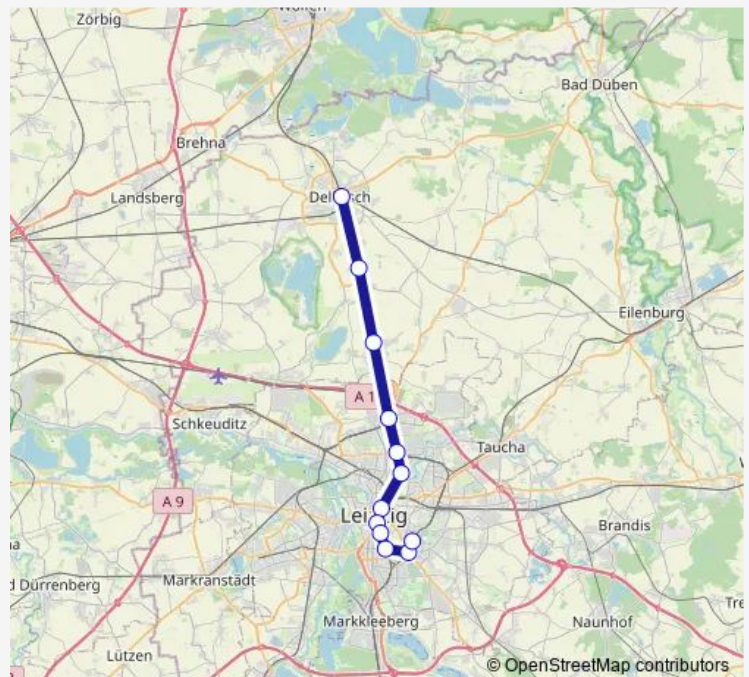 Zörbig
Bad Düben
Brehna
Landsberg
Eilenburg
A 1
Schkeuditz
Taucha
A 9
Brandis
Markranstädt
Markkleeberg
Naunhof
Lützen
© OpenStreetMap contributors